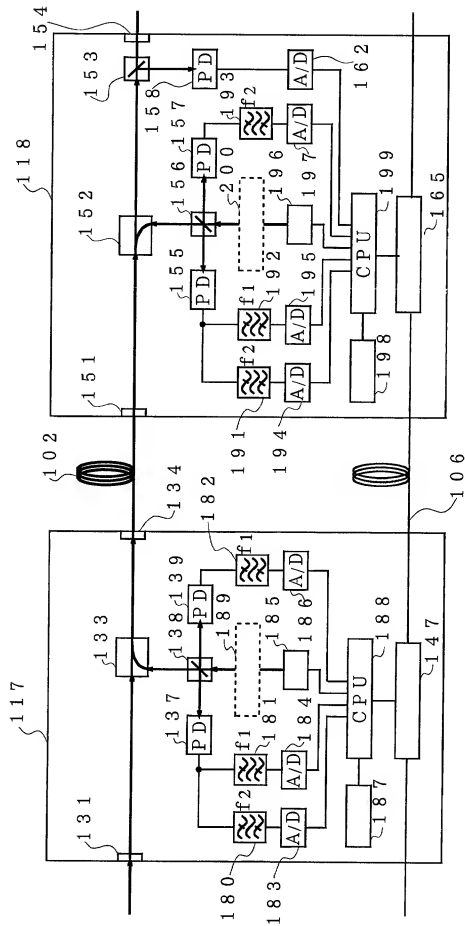 117
118
131
133
134
102
151
152
153
154
137
138
139
155
156
157
158
PD
PD
PD
PD
PD
189
200
180
f2
181
f1
182
f1
191
f2
192
f1
193
f2
183
A/D
184
A/D
185
186
A/D
194
A/D
195
A/D
196
197
A/D
162
A/D
187
CPU
188
198
CPU
199
147
106
165